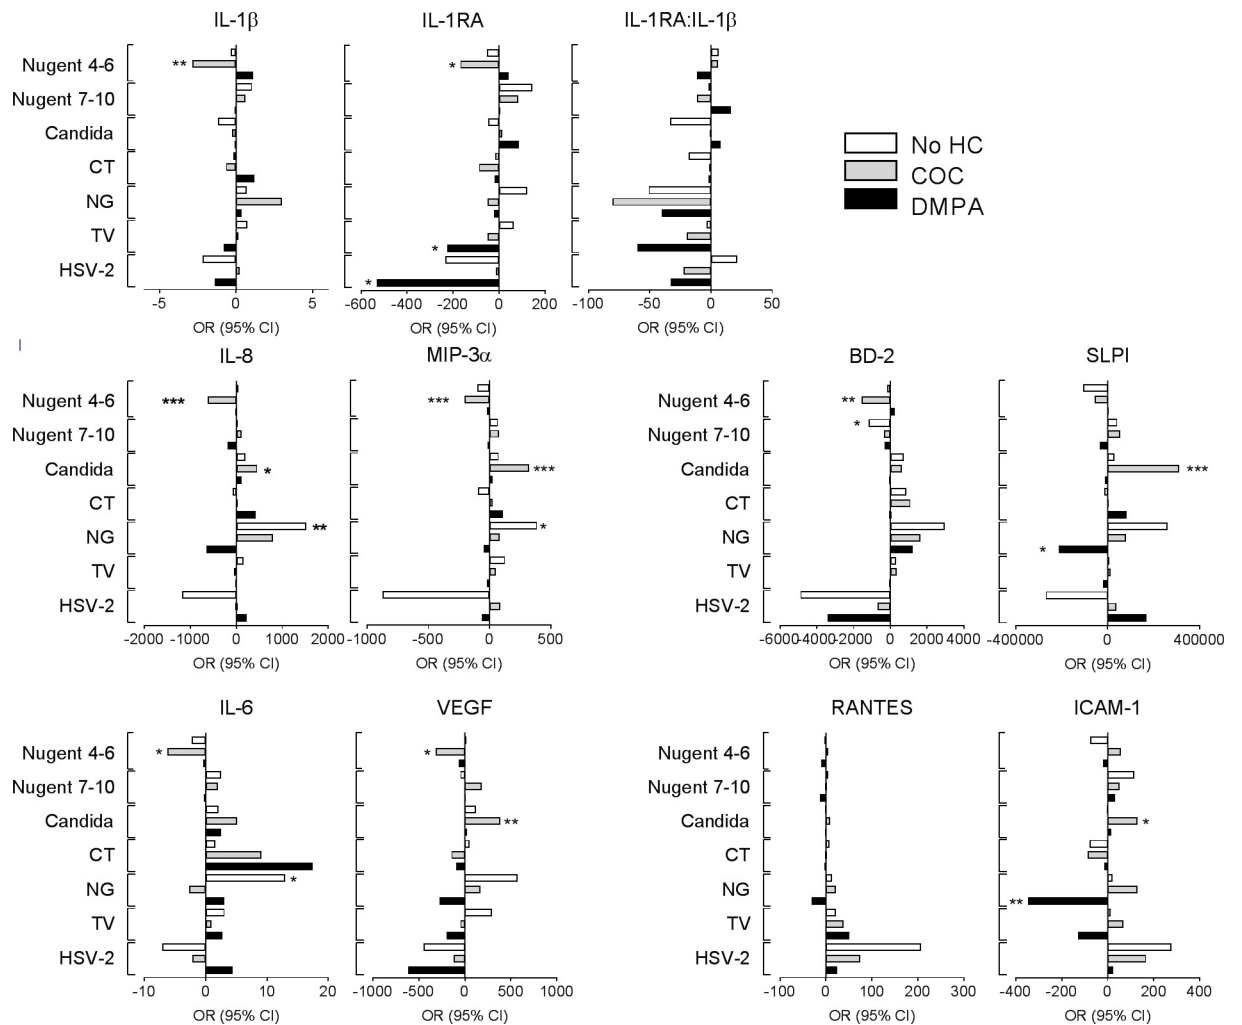 IL-1β IL-1RA IL-1RA:IL-1β
Nugent 4-6 ** *
Nugent 7-10
Candida
CT
NG
TV *
HSV-2 *
-5 0 5 -600 -400 -200 0 200 -100 -50 0 50
OR (95% CI) OR (95% CI) OR (95% CI)
No HC
COC
DMPA
IL-8 MIP-3α BD-2 SLPI
Nugent 4-6 *** *** Nugent 4-6 **
Nugent 7-10 Nugent 7-10 *
Candida * *** Candida ***
CT CT
NG ** * NG *
TV TV
HSV-2 HSV-2
-2000 -1000 0 1000 2000 -1000 -500 0 500 -6000 -4000 -2000 0 2000 4000 -400000 0 400000
OR (95% CI) OR (95% CI) OR (95% CI) OR (95% CI)
IL-6 VEGF RANTES ICAM-1
Nugent 4-6 * * Nugent 4-6
Nugent 7-10 Nugent 7-10
Candida ** Candida *
CT CT
NG * NG **
TV TV
HSV-2 HSV-2
-10 0 10 20 -1000 -500 0 500 1000 -100 0 100 200 300 -400 -200 0 200 400
OR (95% CI) OR (95% CI) OR (95% CI) OR (95% CI)